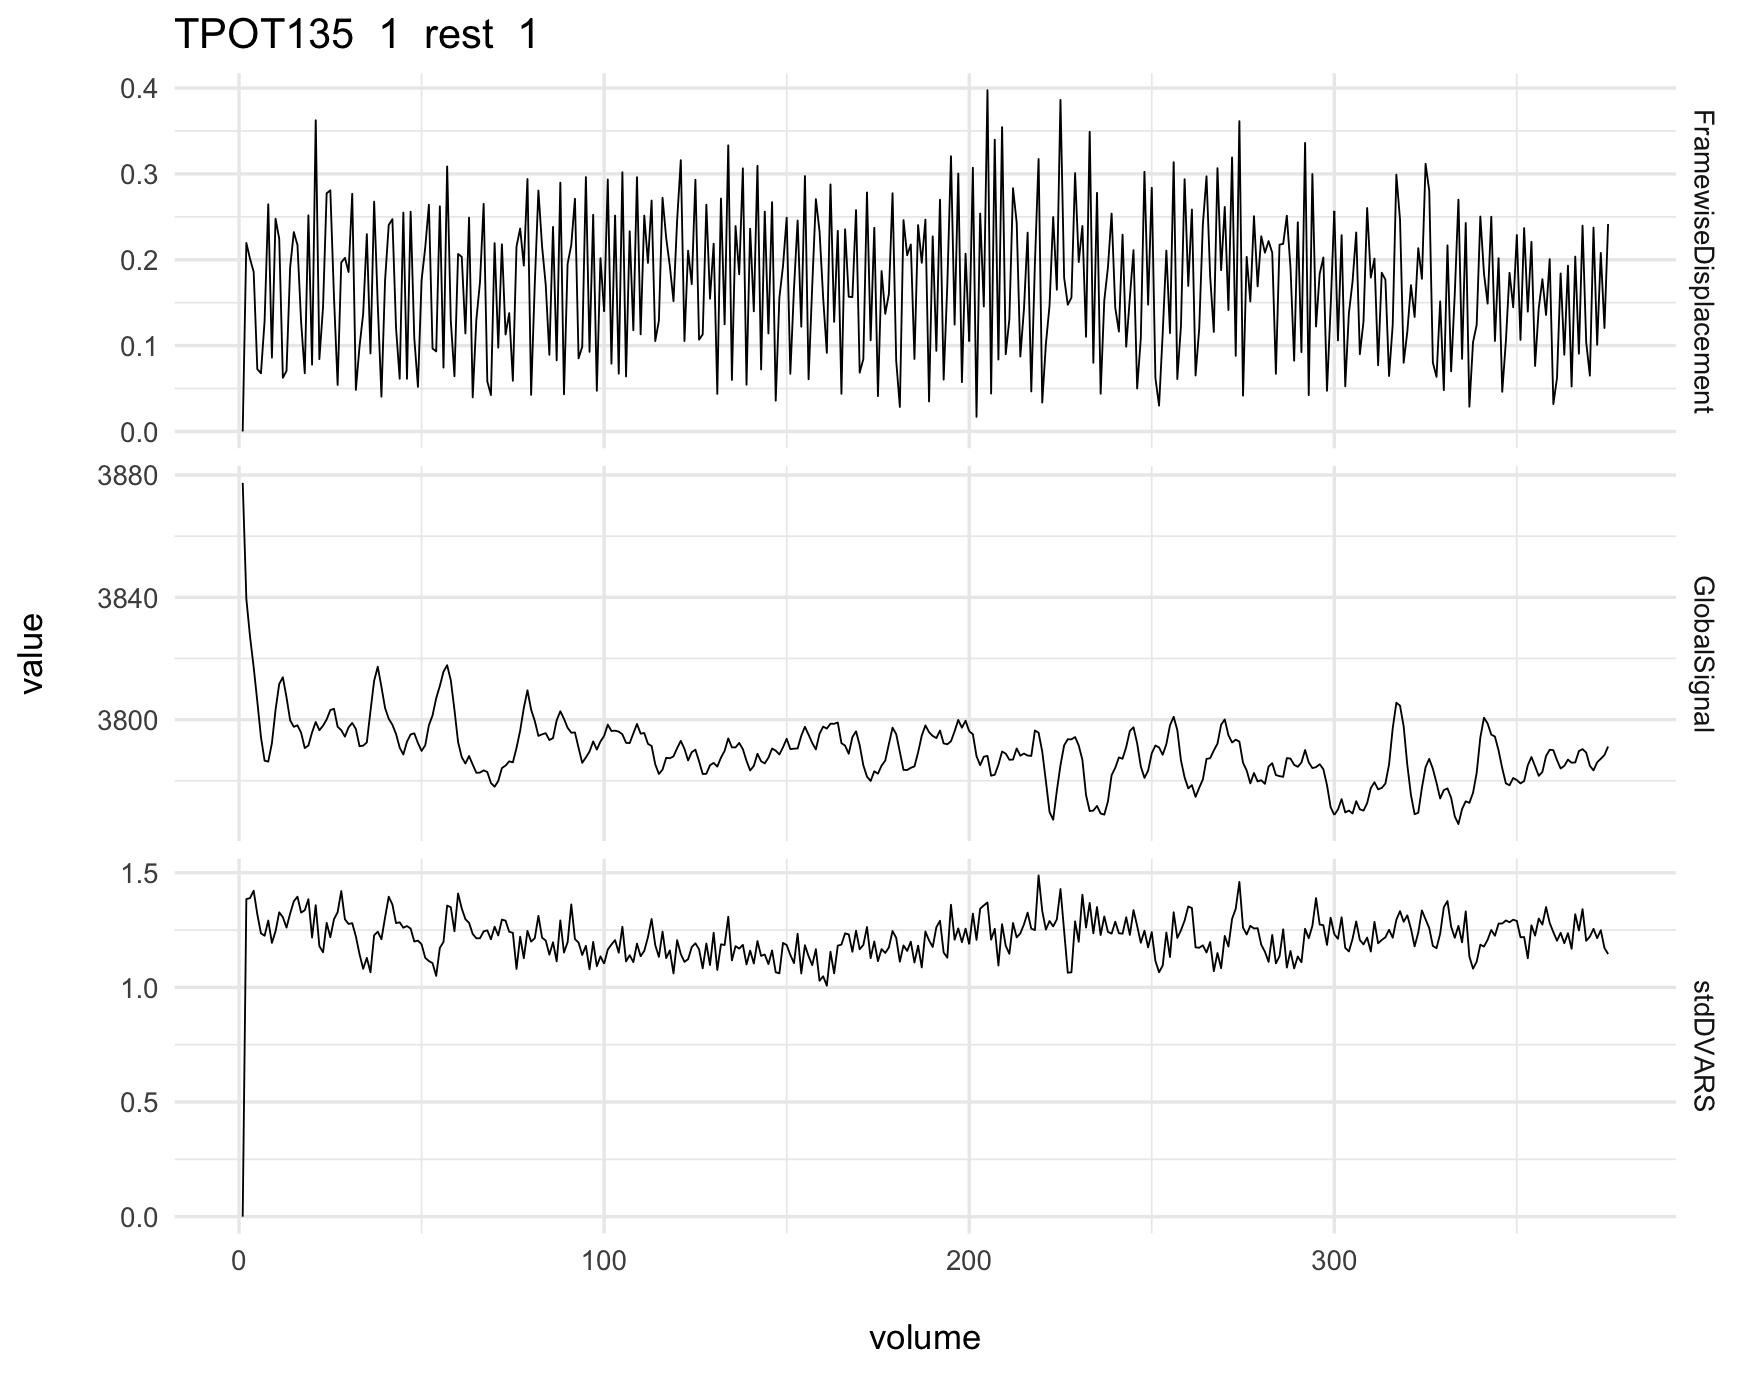 TPOT135 1 rest 1
0.4
0.3
0.2
0.1
0.0
FramewiseDisplacement
3880
3840
3800
GlobalSignal
value
1.5
1.0
0.5
0.0
stdDVARS
0 100 200 300
volume